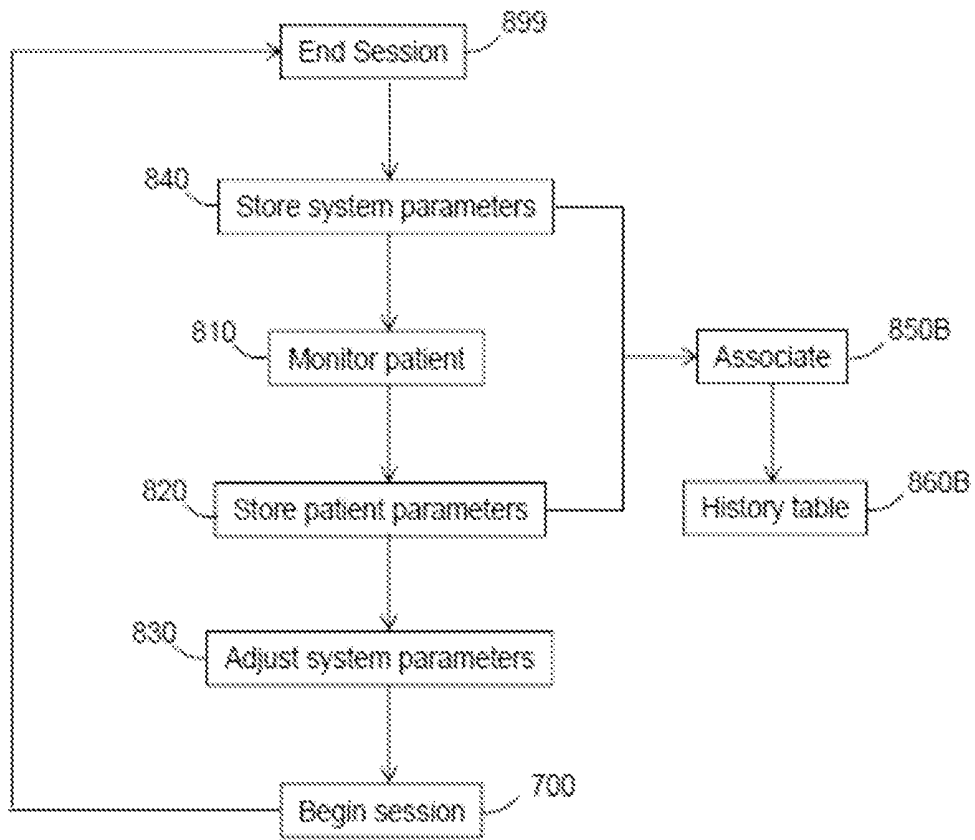 899
End Session
840
Store system parameters
810
Monitor patient
850B
Associate
820
Store patient parameters
860B
History table
830
Adjust system parameters
700
Begin session